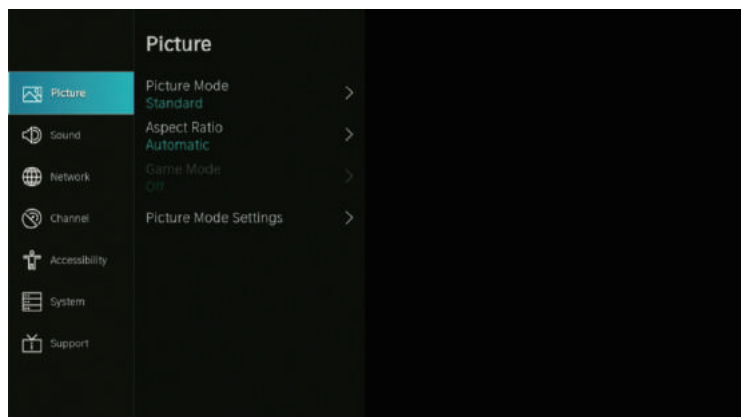 Picture
Picture
Sound
Network
Channel
Accessibility
System
Support
Picture Mode
Standard
Aspect Ratio
Automatic
Game Mode
Off
Picture Mode Settings